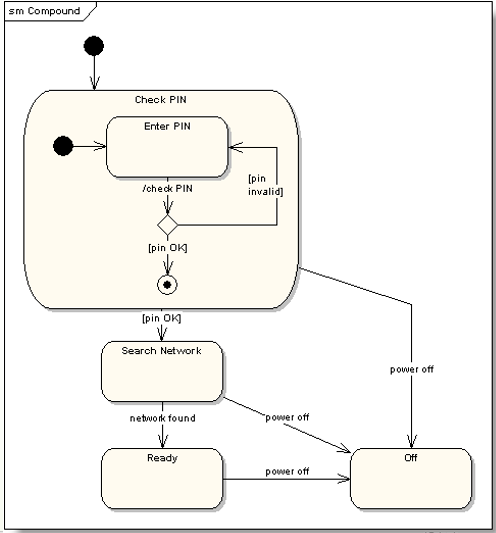 sm Compound
Check PIN
Enter PIN
[pin
invalid]
/check PIN
[pin OK]
[pin OK]
Search Network
power off
network found
power off
Ready
Off
power off